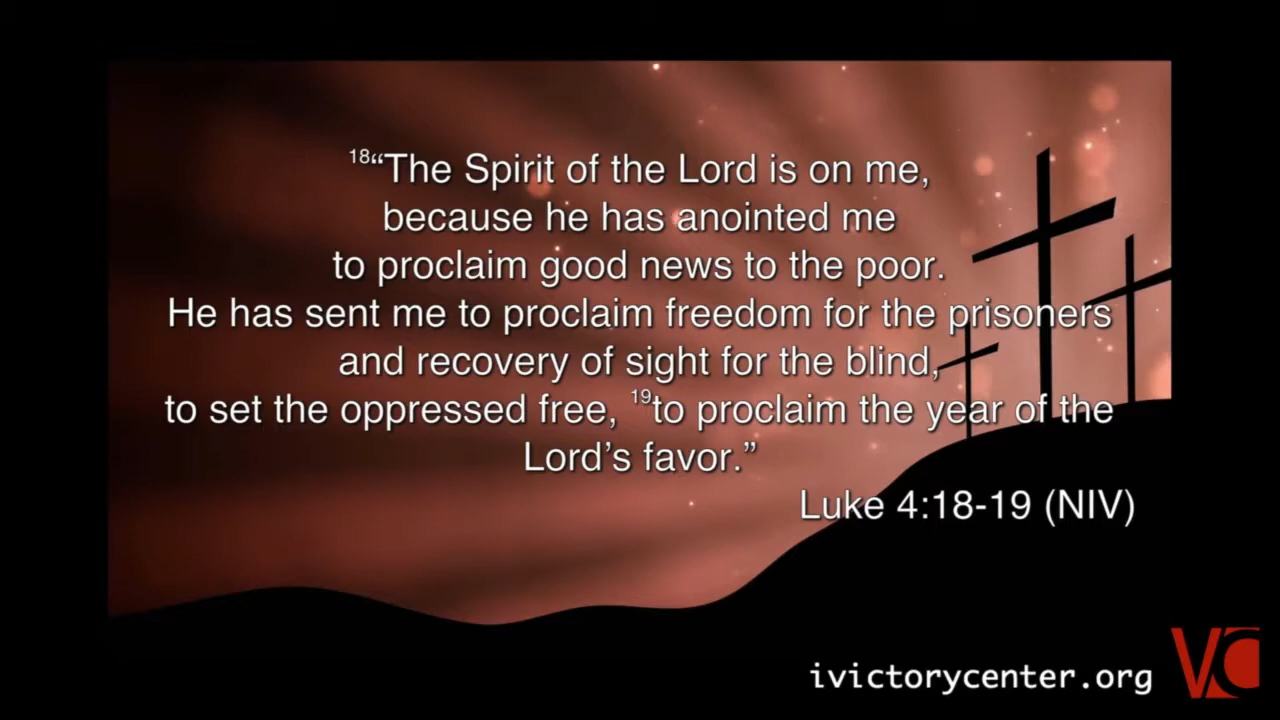 18“The Spirit of the Lord is on me,
because he has anointed me
to proclaim good news to the poor.
He has sent me to proclaim freedom for the prisoners
and recovery of sight for the blind,
to set the oppressed free, 19to proclaim the year of the
Lord’s favor.”
Luke 4:18-19 (NIV)
ivictorycenter.org
VC